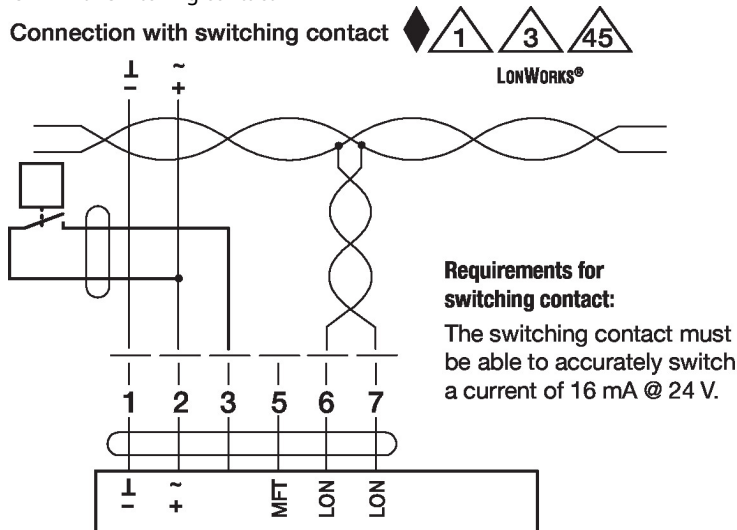 Connection with switching contact 1 3 45
LONWORKS®
⊥ ~
– +
Requirements for
switching contact:
The switching contact must
be able to accurately switch
a current of 16 mA @ 24 V.
1 2 3 5 6 7
⊥ ~ MFT LON LON
– +